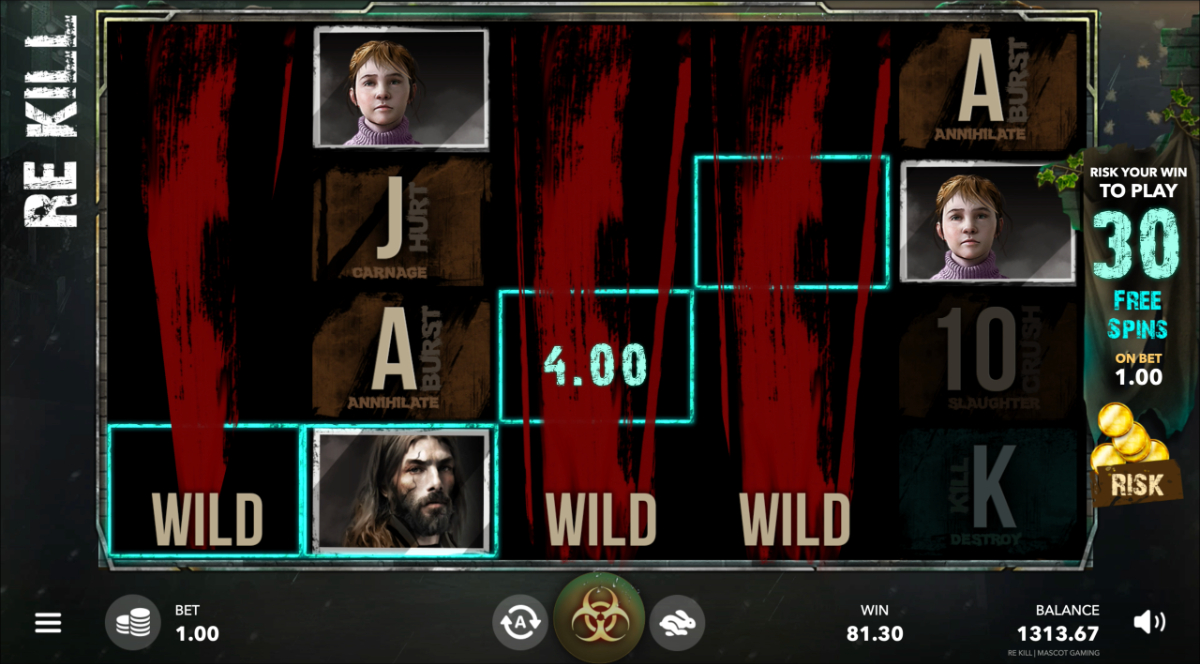 RE KILL
A
BURST
ANNIHILATE
J
HURT
CARNAGE
A
BURST
ANNIHILATE
4.00
10
CRUSH
SLAUGHTER
K
KILL
DESTROY
WILD
WILD
WILD
RISK YOUR WIN
TO PLAY
30
FREE
SPINS
ON BET
1.00
RISK
BET
1.00
A
WIN
81.30
BALANCE
1313.67
RE KILL | MASCOT GAMING